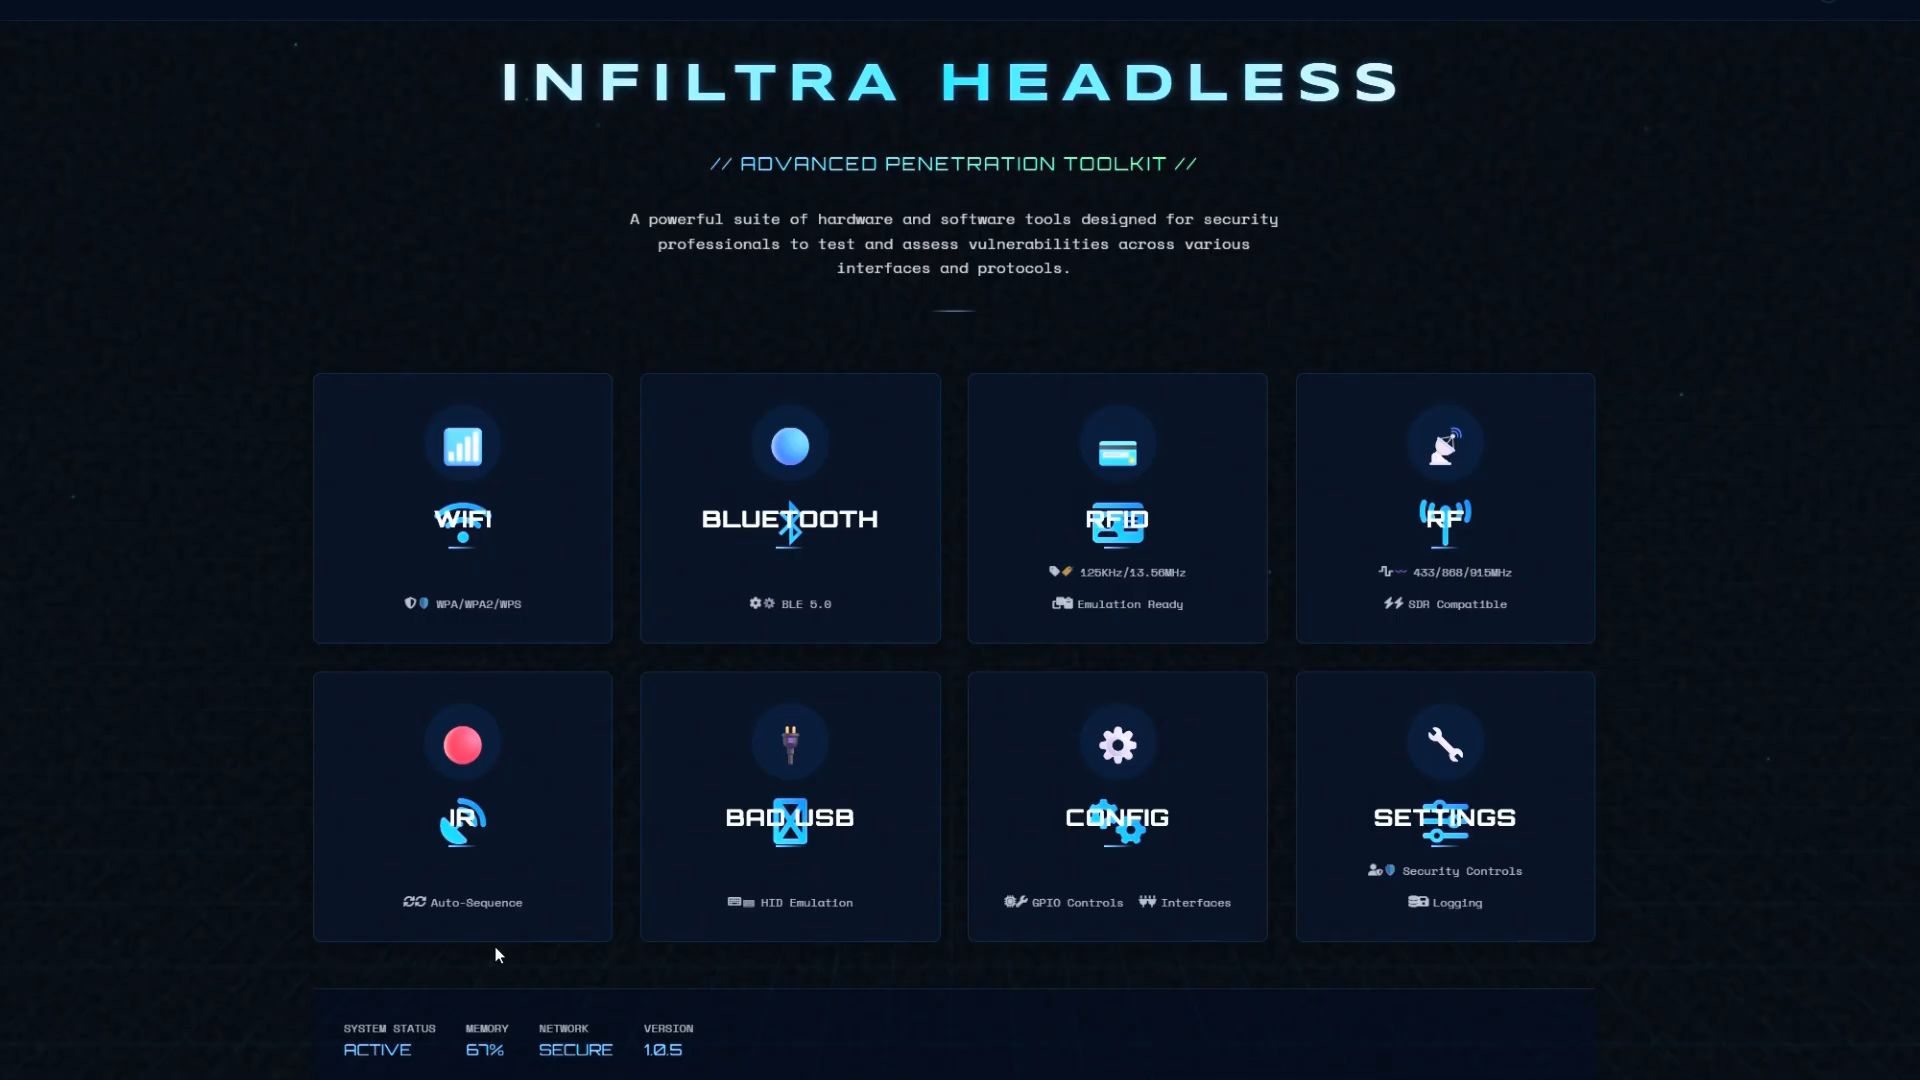 INFILTRA HEADLESS
// ADVANCED PENETRATION TOOLKIT //
A powerful suite of hardware and software tools designed for security
professionals to test and assess vulnerabilities across various
interfaces and protocols.
WIFI
WPA/WPA2/WPS
BLUETOOTH
BLE 5.0
RFID
125KHz/13.56MHz
Emulation Ready
RF
433/868/915MHz
SDR Compatible
IR
Auto-Sequence
BAD USB
HID Emulation
CONFIG
GPIO Controls Interfaces
SETTINGS
Security Controls
Logging
SYSTEM STATUS MEMORY NETWORK VERSION
ACTIVE 67% SECURE 1.0.5